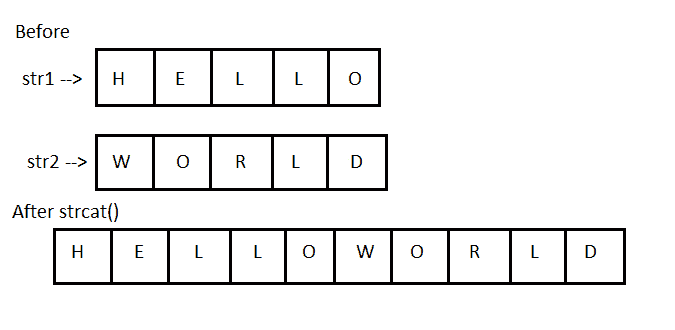 Before
str1 --> H E L L O
str2 --> W O R L D
After strcat()
H E L L O W O R L D